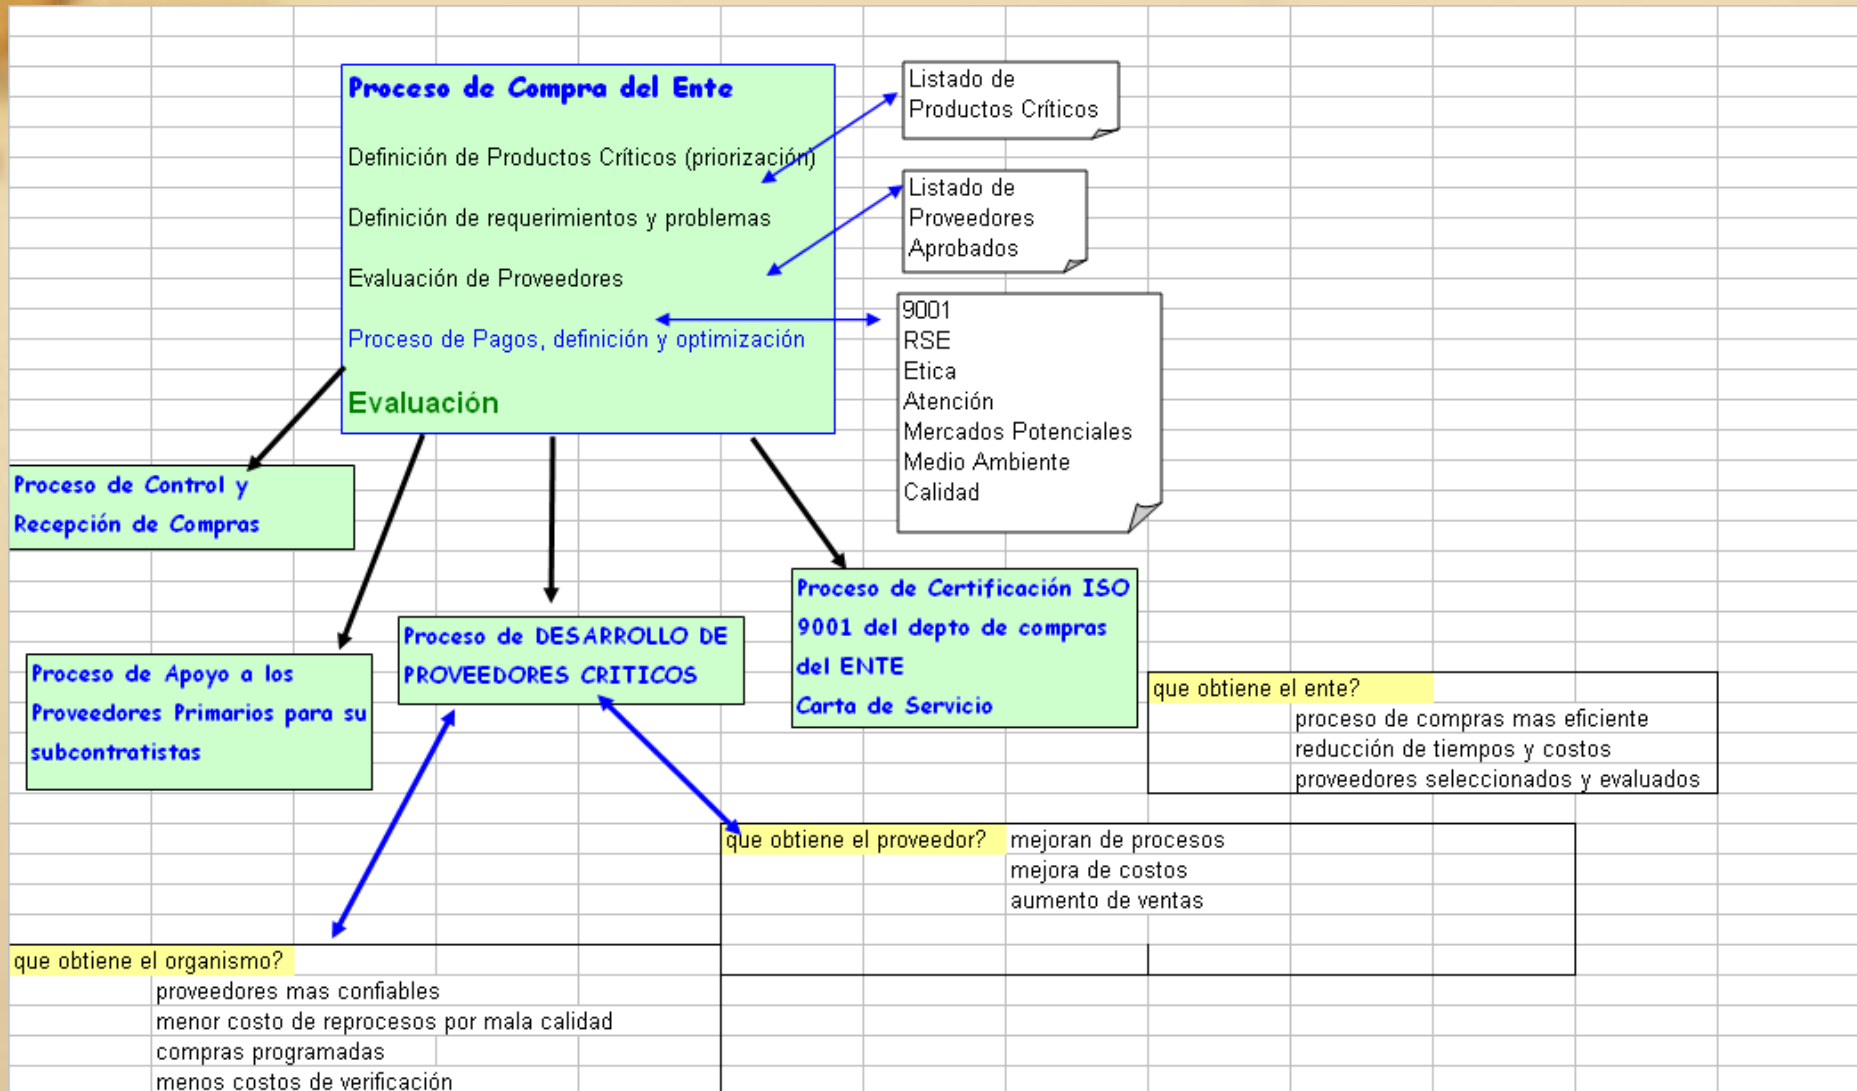 Proceso de Compra del Ente
Definición de Productos Críticos (priorización)
Definición de requerimientos y problemas
Evaluación de Proveedores
Proceso de Pagos, definición y optimización
Evaluación
Listado de
Productos Críticos
Listado de
Proveedores
Aprobados
9001
RSE
Etica
Atención
Mercados Potenciales
Medio Ambiente
Calidad
Proceso de Control y
Recepción de Compras
Proceso de Apoyo a los
Proveedores Primarios para su
subcontratistas
Proceso de DESARROLLO DE
PROVEEDORES CRITICOS
Proceso de Certificación ISO
9001 del depto de compras
del ENTE
Carta de Servicio
que obtiene el ente?
proceso de compras mas eficiente
reducción de tiempos y costos
proveedores seleccionados y evaluados
que obtiene el proveedor? mejoran de procesos
mejora de costos
aumento de ventas
que obtiene el organismo?
proveedores mas confiables
menor costo de reprocesos por mala calidad
compras programadas
menos costos de verificación